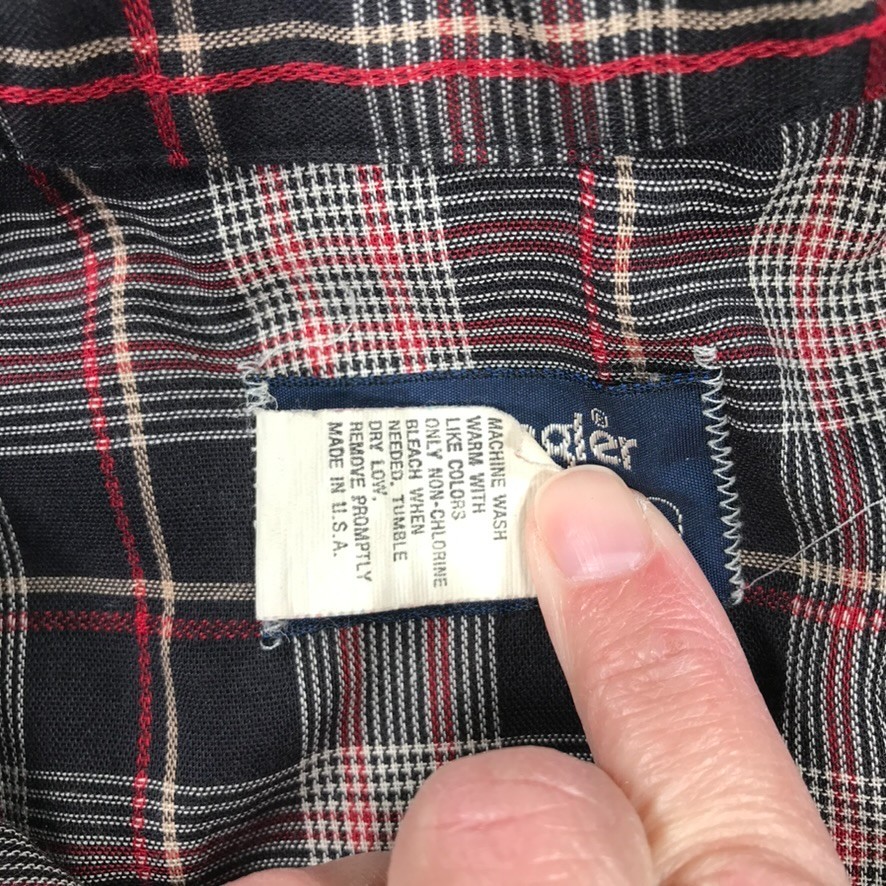 MACHINE WASH
WARM WITH
LIKE COLORS
ONLY NON-CHLORINE
BLEACH WHEN
NEEDED. TUMBLE
DRY LOW.
REMOVE PROMPTLY
MADE IN U.S.A.
gler®